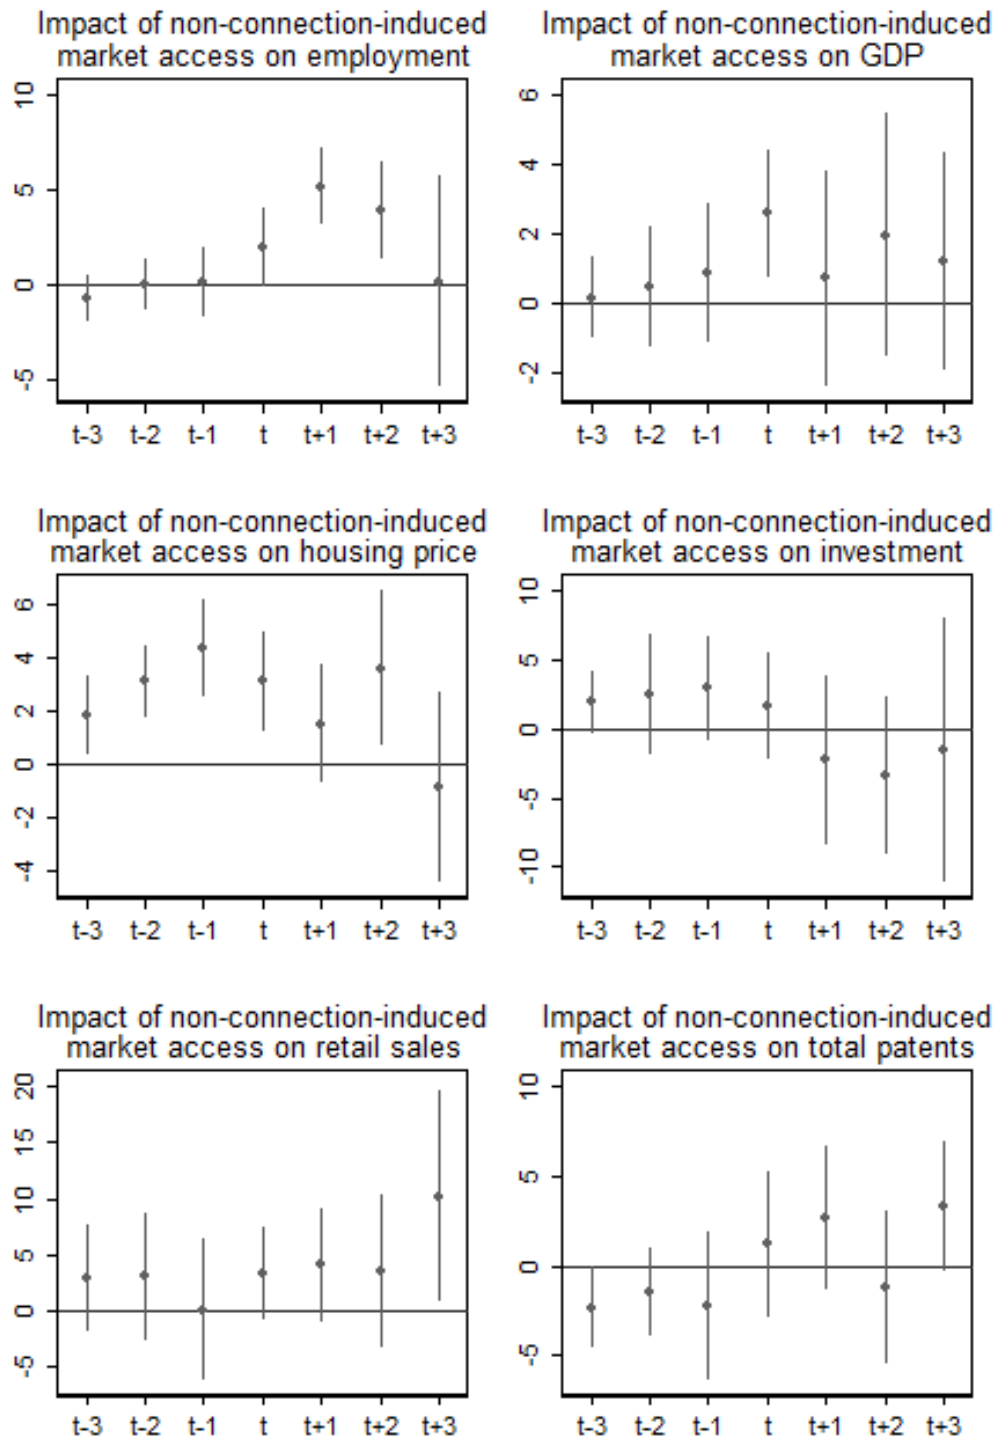 Impact of non-connection-induced
market access on employment
10
5
0
-5
t-3 t-2 t-1 t t+1 t+2 t+3
Impact of non-connection-induced
market access on GDP
6
4
2
0
-2
t-3 t-2 t-1 t t+1 t+2 t+3
Impact of non-connection-induced
market access on housing price
6
4
2
0
-2
-4
t-3 t-2 t-1 t t+1 t+2 t+3
Impact of non-connection-induced
market access on investment
10
5
0
-5
-10
t-3 t-2 t-1 t t+1 t+2 t+3
Impact of non-connection-induced
market access on retail sales
20
15
10
5
0
-5
t-3 t-2 t-1 t t+1 t+2 t+3
Impact of non-connection-induced
market access on total patents
10
5
0
-5
t-3 t-2 t-1 t t+1 t+2 t+3